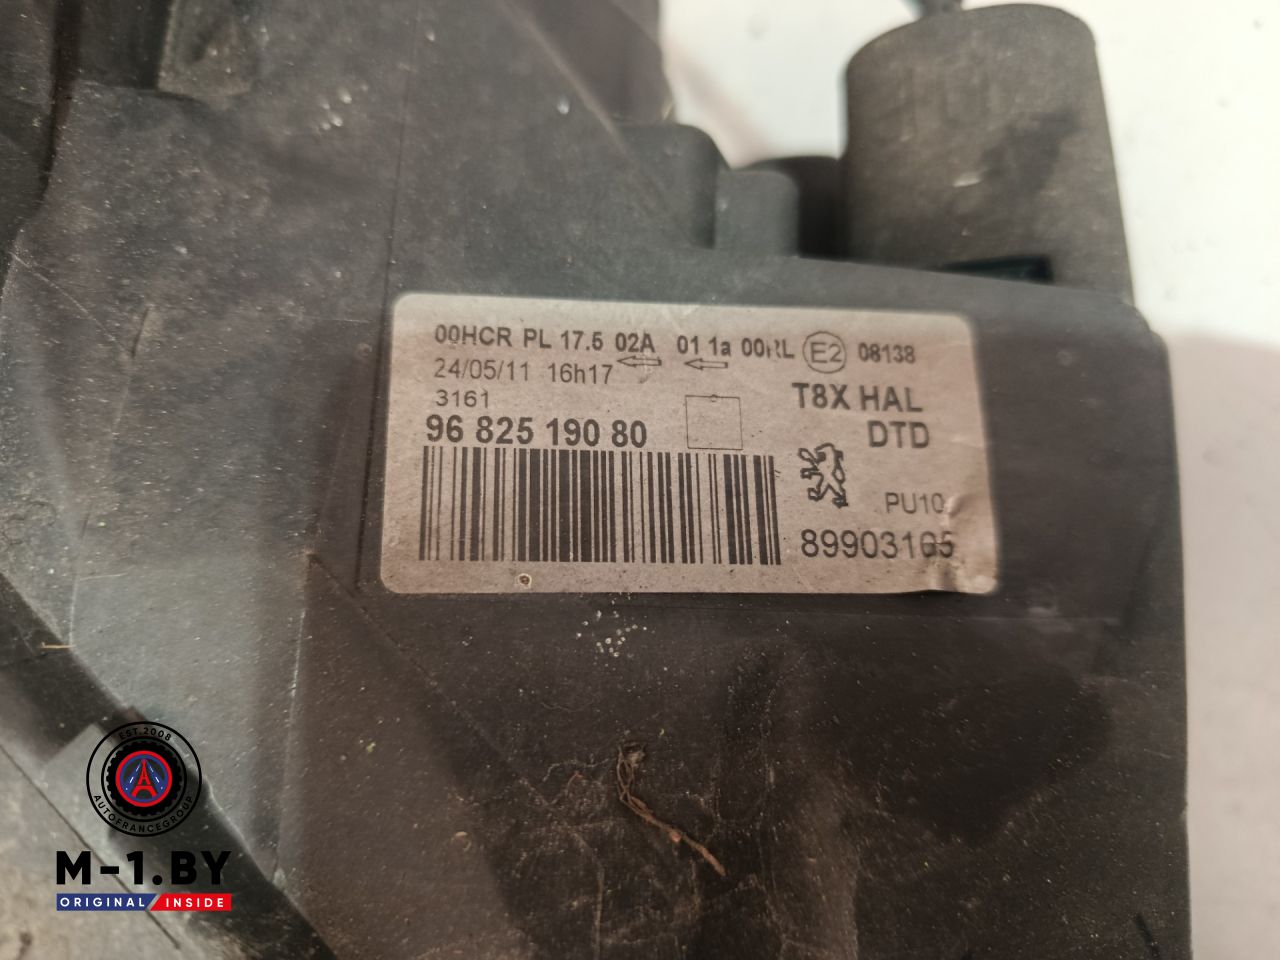 00HCR PL 17.5 02A 01 1a 00RL E2 08138
24/05/11 16h17
3161
T8X HAL
96 825 190 80
DTD
PU10
89903165
EST.2008
AUTOFRANCEGROUP
M-1.BY
ORIGINAL INSIDE